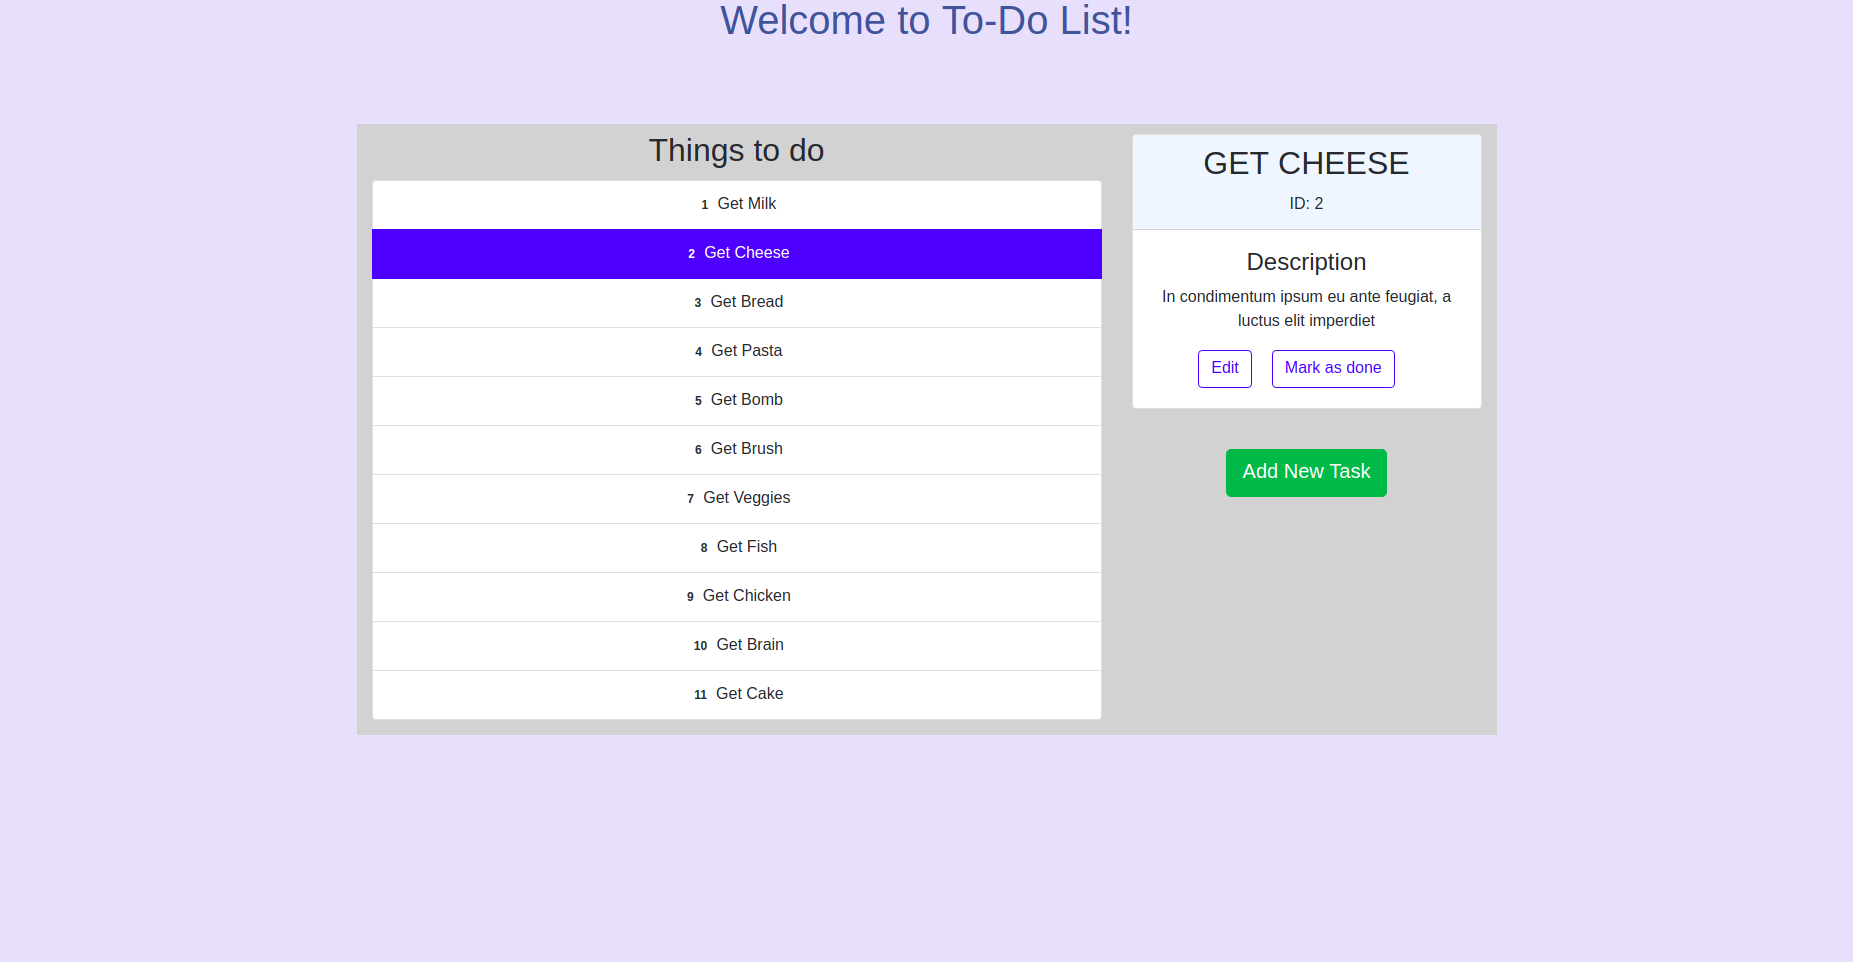 Welcome to To-Do List!
Things to do
1 Get Milk
2 Get Cheese
3 Get Bread
4 Get Pasta
5 Get Bomb
6 Get Brush
7 Get Veggies
8 Get Fish
9 Get Chicken
10 Get Brain
11 Get Cake
GET CHEESE
ID: 2
Description
In condimentum ipsum eu ante feugiat, a
luctus elit imperdiet
Edit Mark as done
Add New Task